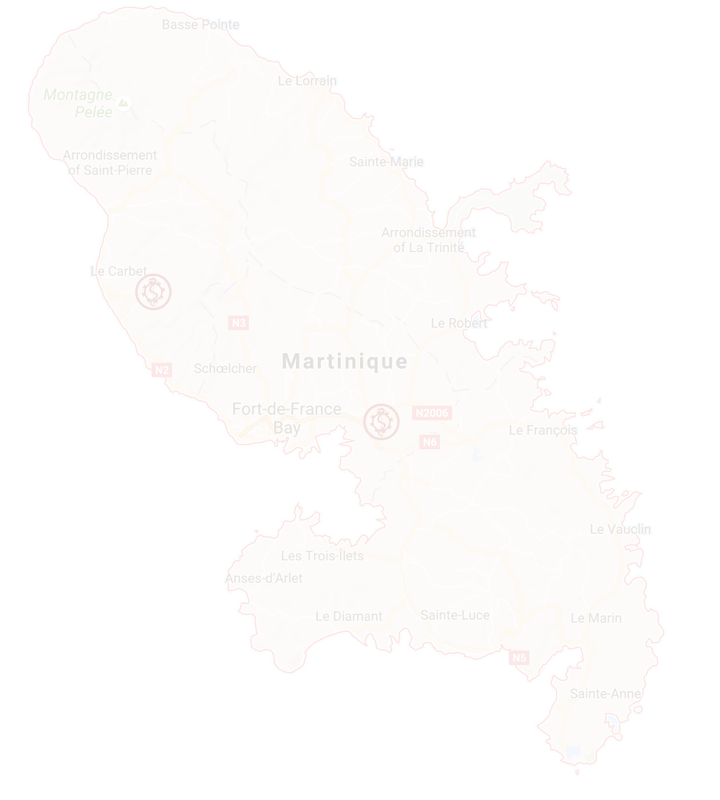 Basse Pointe
Le Lorrain
Montagne
Pelée
Arrondissement
of Saint-Pierre
Sainte-Marie
Arrondissement
of La Trinité
Le Carbet
N3
Le Robert
Martinique
N2
Schœlcher
Fort-de-France
Bay
N2006
N6
Le François
Le Vauclin
Les Trois-Îlets
Anses-d'Arlet
Le Diamant
Sainte-Luce
Le Marin
N5
Sainte-Anne